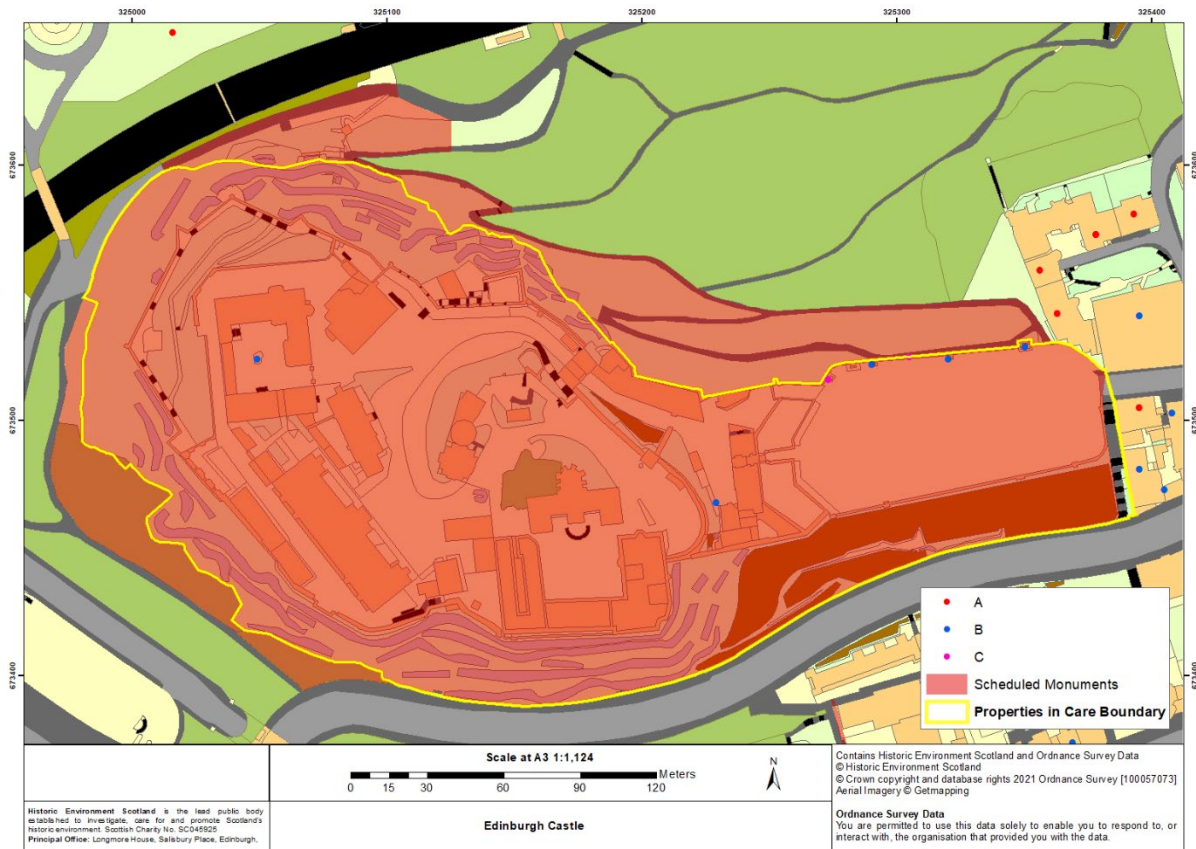 325000 325100 325200 325300 325400
673600 673600
673500 673500
673400 673400
A
B
C
Scheduled Monuments
Properties in Care Boundary
Scale at A3 1:1,124
Meters
0 15 30 60 90 120
N
Edinburgh Castle
Historic Environment Scotland is the lead public body
established to investigate, care for and promote Scotland's
historic environment. Scottish Charity No. SC045925
Principal Office: Longmore House, Salisbury Place, Edinburgh,
Contains Historic Environment Scotland and Ordnance Survey Data
© Historic Environment Scotland
© Crown copyright and database rights 2021 Ordnance Survey [100057073]
Aerial Imagery © Getmapping
Ordnance Survey Data
You are permitted to use this data solely to enable you to respond to, or
interact with, the organisation that provided you with the data.